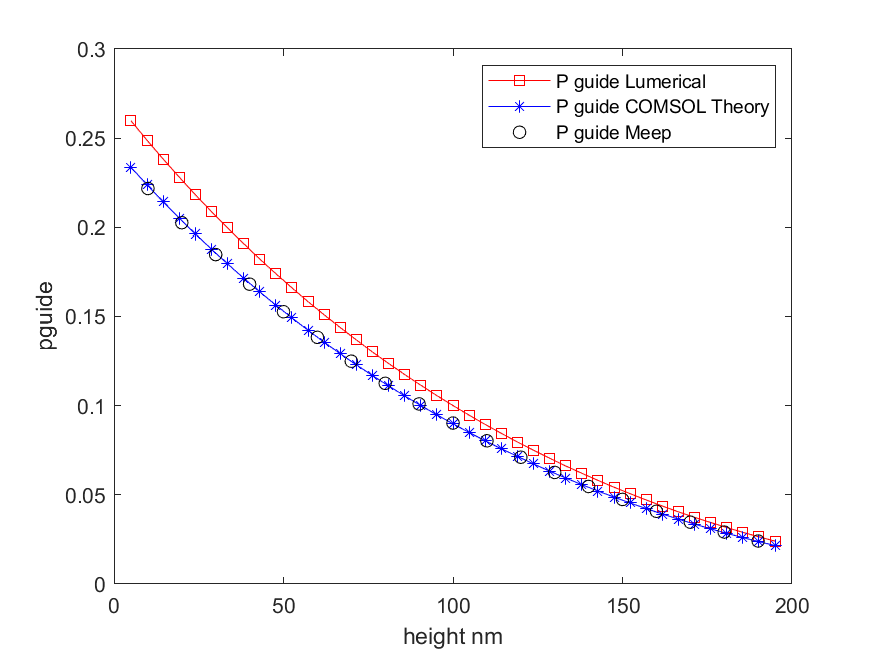 0.3
0.25
0.2
0.15
0.1
0.05
0
pguide
P guide Lumerical
P guide COMSOL Theory
P guide Meep
0 50 100 150 200
height nm